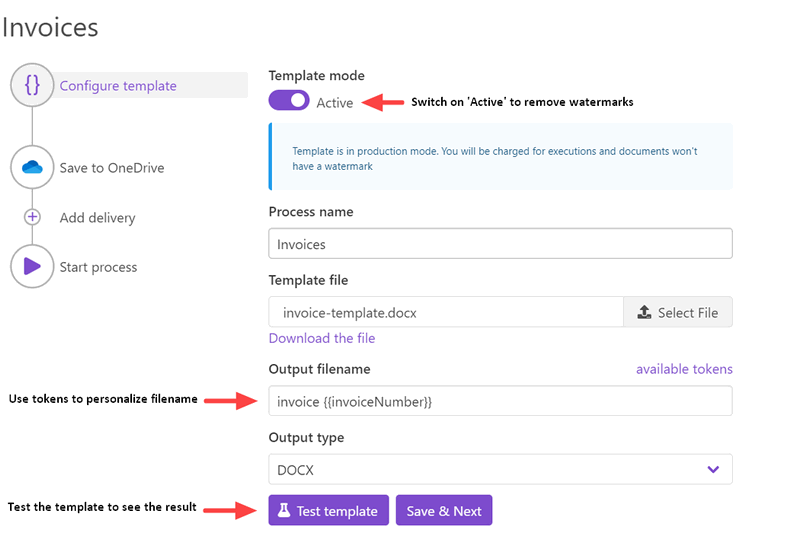 Invoices
{} Configure template
Save to OneDrive
Add delivery
Start process
Template mode
Active
Switch on 'Active' to remove watermarks
Template is in production mode. You will be charged for executions and documents won't
have a watermark
Process name
Invoices
Template file
invoice-template.docx
Select File
Download the file
Output filename
available tokens
Use tokens to personalize filename
invoice {{invoiceNumber}}
Output type
DOCX
Test the template to see the result
Test template
Save & Next